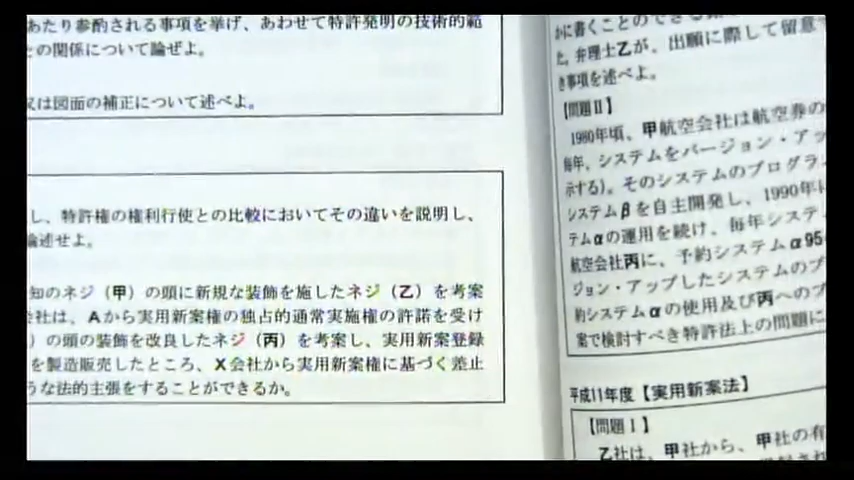 あたり参酌される事項を挙げ、あわせて特許発明の技術的範
との関係について論ぜよ。
又は図面の補正について述べよ。
し、特許権の権利行使との比較においてその違いを説明し、
論述せよ。
知のネジ（甲）の頭に新規な装飾を施したネジ（乙）を考案
会社は、Aから実用新案権の独占的通常実施権の許諾を受け
）の頭の装飾を改良したネジ（丙）を考案し、実用新案登録
を製造販売したところ、X会社から実用新案権に基づく差止
うな法的主張をすることができるか。
かに書くことのできる
た。弁理士乙が、出願に際して留意す
き事項を述べよ。
【問題Ⅱ】
1980年頃、甲航空会社は航空券の
毎年、システムをバージョン・アッ
示する）。そのシステムのプログラ
システムβを自主開発し、1990年に
テムαの運用を続け、毎年システ
航空会社丙に、予約システムα95
ジョン・アップしたシステムのプ
約システムαの使用及び丙へのプ
案で検討すべき特許法上の問題に
平成11年度【実用新案法】
【問題Ⅰ】
乙社は、甲社から、甲社の有